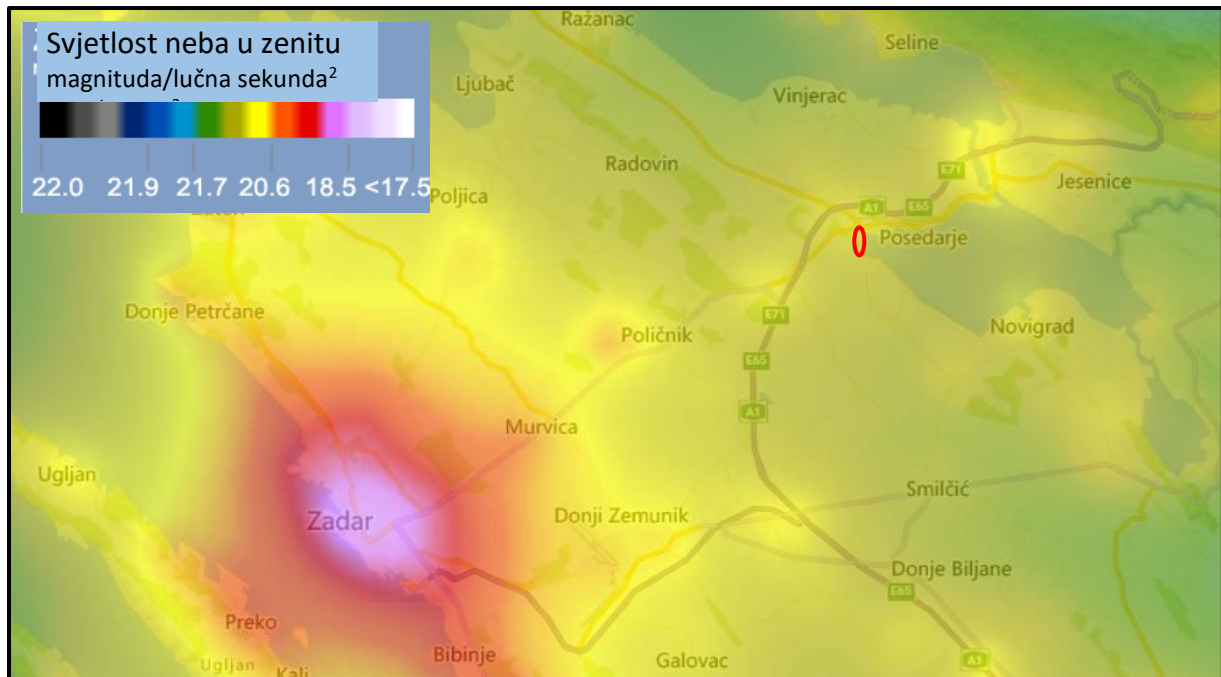 Ražanac
Svjetlost neba u zenitu
magnituda/lučna sekunda²
Seline
Ljubač
Vinjerac
22.0 21.9 21.7 20.6 18.5 <17.5
Radovin
E71
Jesenice
Poljica
A1 E65
Posedarje
Donje Petrčane
E71
Novigrad
Poličnik
E65
A1
Murvica
Ugljan
Smilčić
Zadar
Donji Zemunik
Donje Biljane
E65
Preko
Bibinje
Galovac
A1
Ugljan
Kali